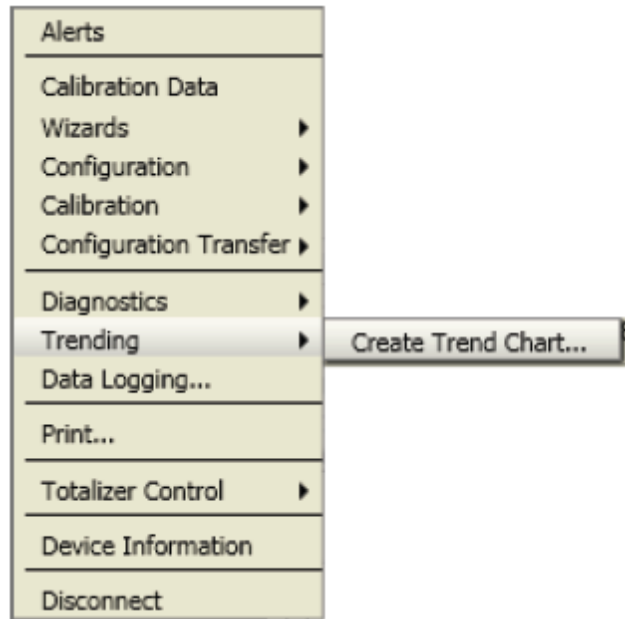 Alerts
Calibration Data
Wizards
Configuration
Calibration
Configuration Transfer
Diagnostics
Trending
Create Trend Chart...
Data Logging...
Print...
Totalizer Control
Device Information
Disconnect